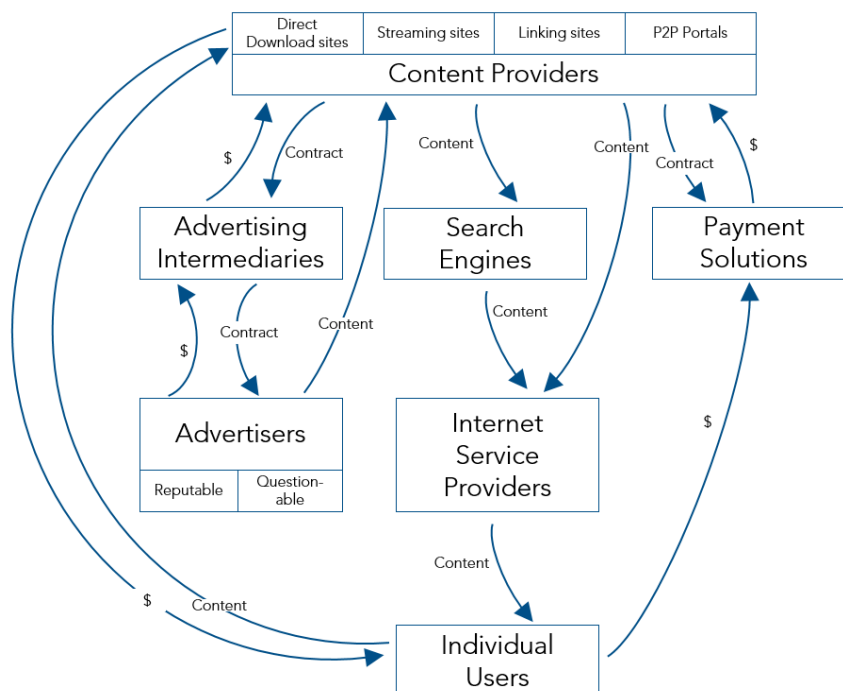 Direct
Download sites
Streaming sites
Linking sites
P2P Portals
Content Providers
$
Contract
Content
Content
Contract
$
Advertising
Intermediaries
Search
Engines
Payment
Solutions
$
Contract
Content
Content
$
Advertisers
Reputable
Question-
able
Internet
Service
Providers
Content
$
Content
Individual
Users